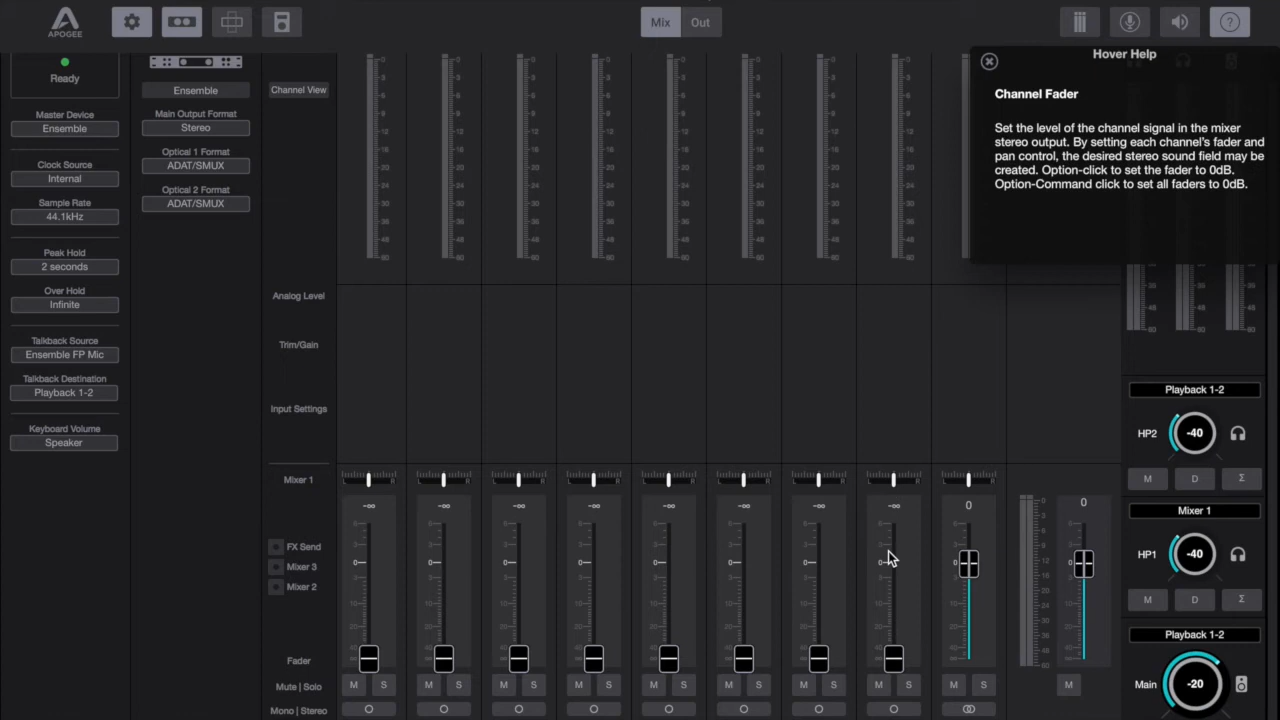 APOGEE
Mix
Out
?
Ready
Master Device
Ensemble
Clock Source
Internal
Sample Rate
44.1kHz
Peak Hold
2 seconds
Over Hold
Infinite
Talkback Source
Ensemble FP Mic
Talkback Destination
Playback 1-2
Keyboard Volume
Speaker
Ensemble
Main Output Format
Stereo
Optical 1 Format
ADAT/SMUX
Optical 2 Format
ADAT/SMUX
Channel View
Analog Level
Trim/Gain
Input Settings
Mixer 1
FX Send
Mixer 3
Mixer 2
Fader
Mute | Solo
Mono | Stereo
-∞ -∞ -∞ -∞ -∞ -∞ -∞ -∞ 0 0
M S M S M S M S M S M S M S M S M S M
Hover Help
Channel Fader
Set the level of the channel signal in the mixer
stereo output. By setting each channel's fader and
pan control, the desired stereo sound field may be
created. Option-click to set the fader to 0dB.
Option-Command click to set all faders to 0dB.
Playback 1-2
HP2 -40
M D Σ
Mixer 1
HP1 -40
M D Σ
Playback 1-2
Main -20